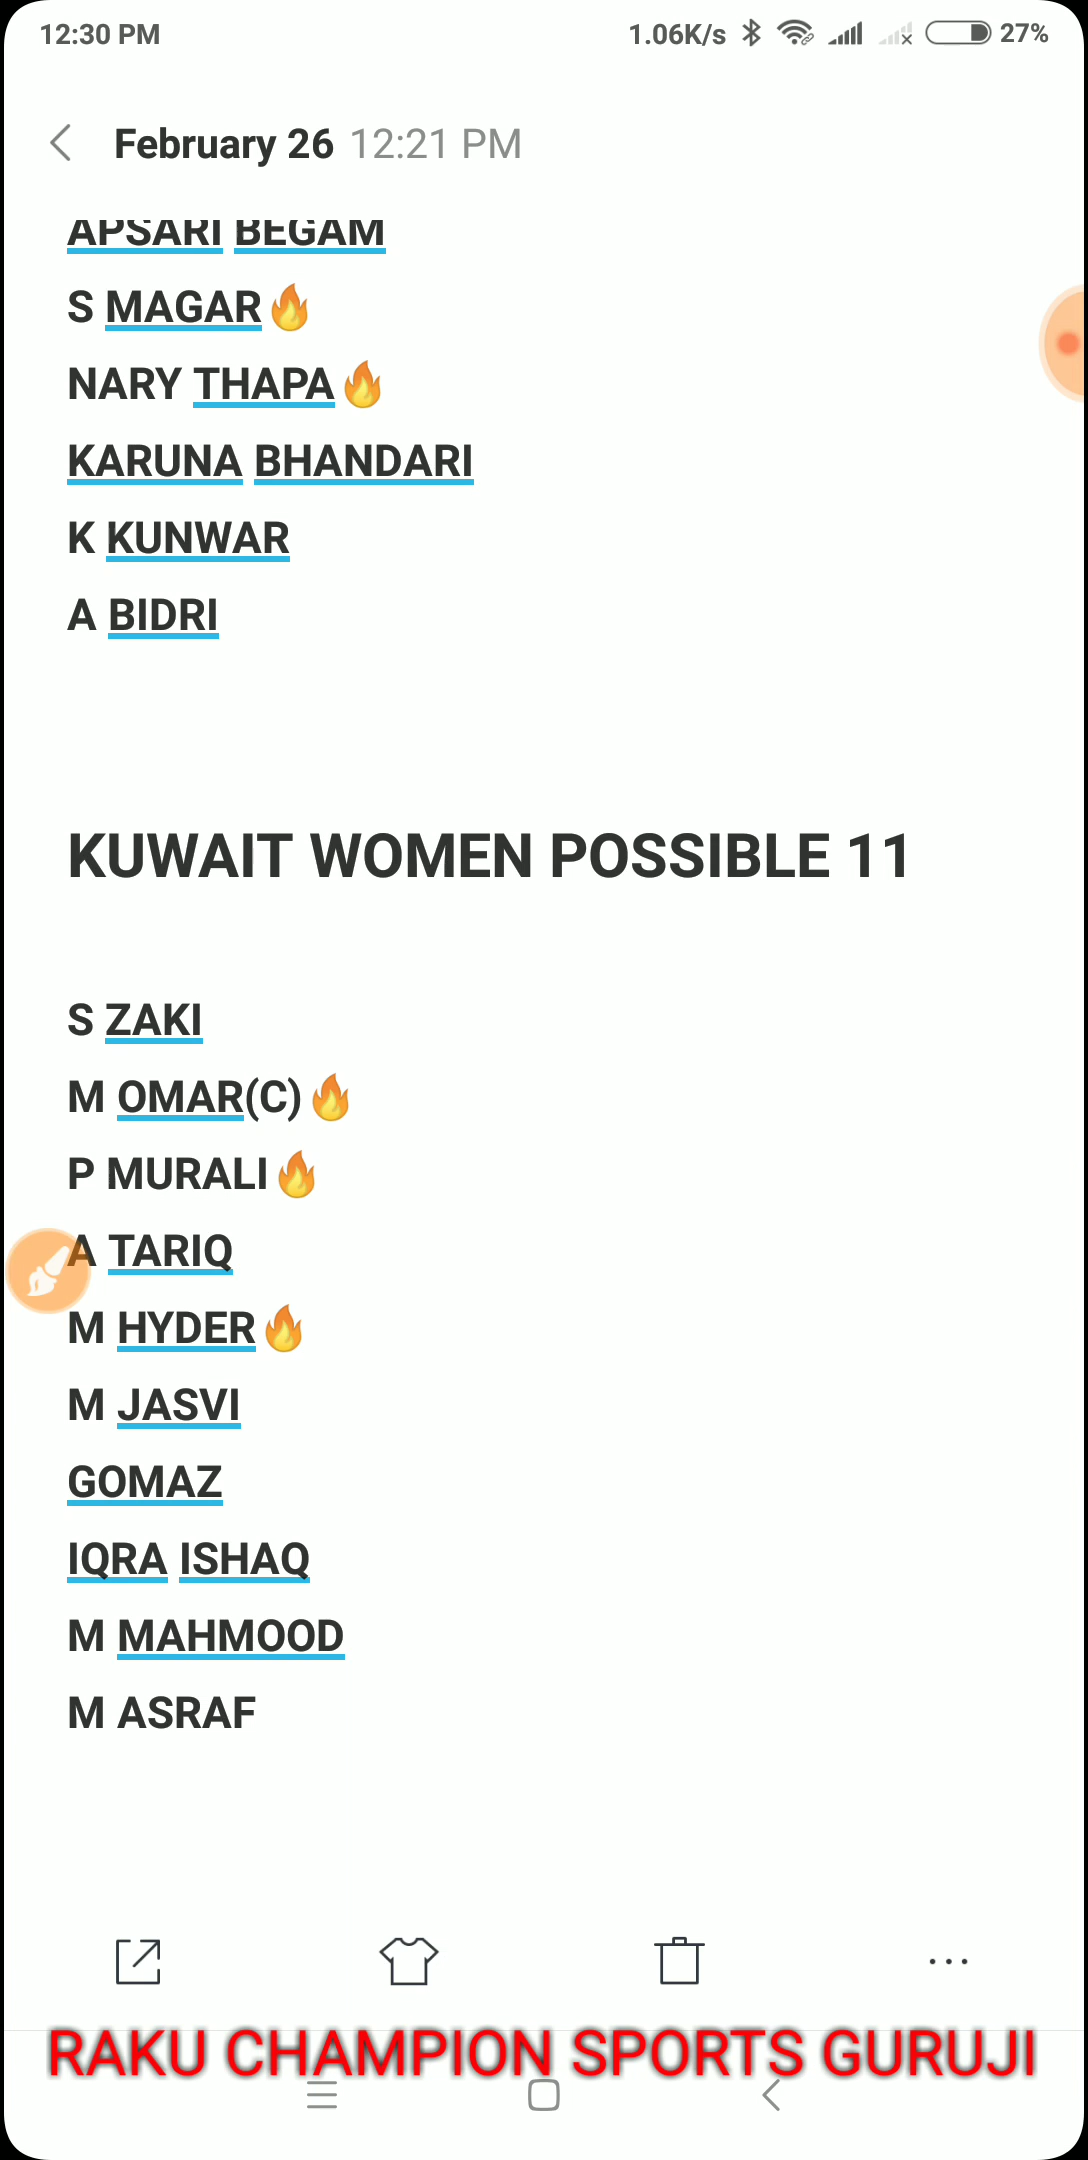 12:30 PM 1.06K/s 27%
February 26 12:21 PM
APSARI BEGAM
S MAGAR🔥
NARY THAPA🔥
KARUNA BHANDARI
K KUNWAR
A BIDRI
KUWAIT WOMEN POSSIBLE 11
S ZAKI
M OMAR(C)🔥
P MURALI🔥
A TARIQ
M HYDER🔥
M JASVI
GOMAZ
IQRA ISHAQ
M MAHMOOD
M ASRAF
RAKU CHAMPION SPORTS GURUJI